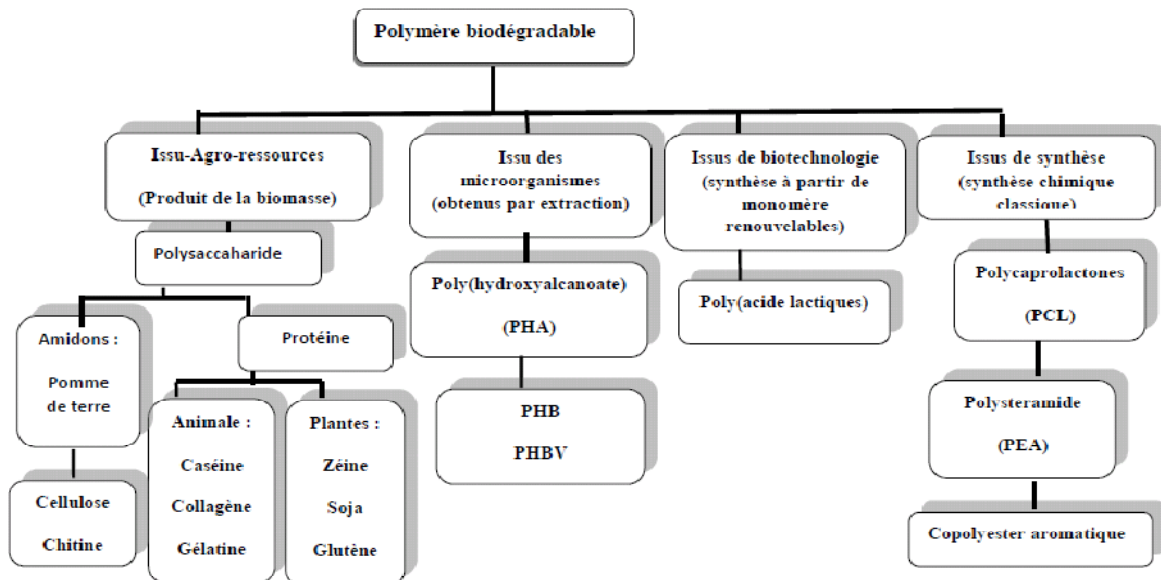 Polymère biodégradable
Issu-Agro-ressources
(Produit de la biomasse)
Issu des
microorganismes
(obtenus par extraction)
Issus de biotechnologie
(synthèse à partir de
monomère
renouvelables)
Issus de synthèse
(synthèse chimique
classique)
Polysaccharide
Poly(hydroxyalcanoate)
(PHA)
Poly(acide lactiques)
Polycaprolactones
(PCL)
Amidons :
Pomme
de terre
Protéine
Animale :
Caséine
Collagène
Gélatine
Plantes :
Zéine
Soja
Glutène
PHB
PHBV
Polysteramide
(PEA)
Cellulose
Chitine
Copolyester aromatique